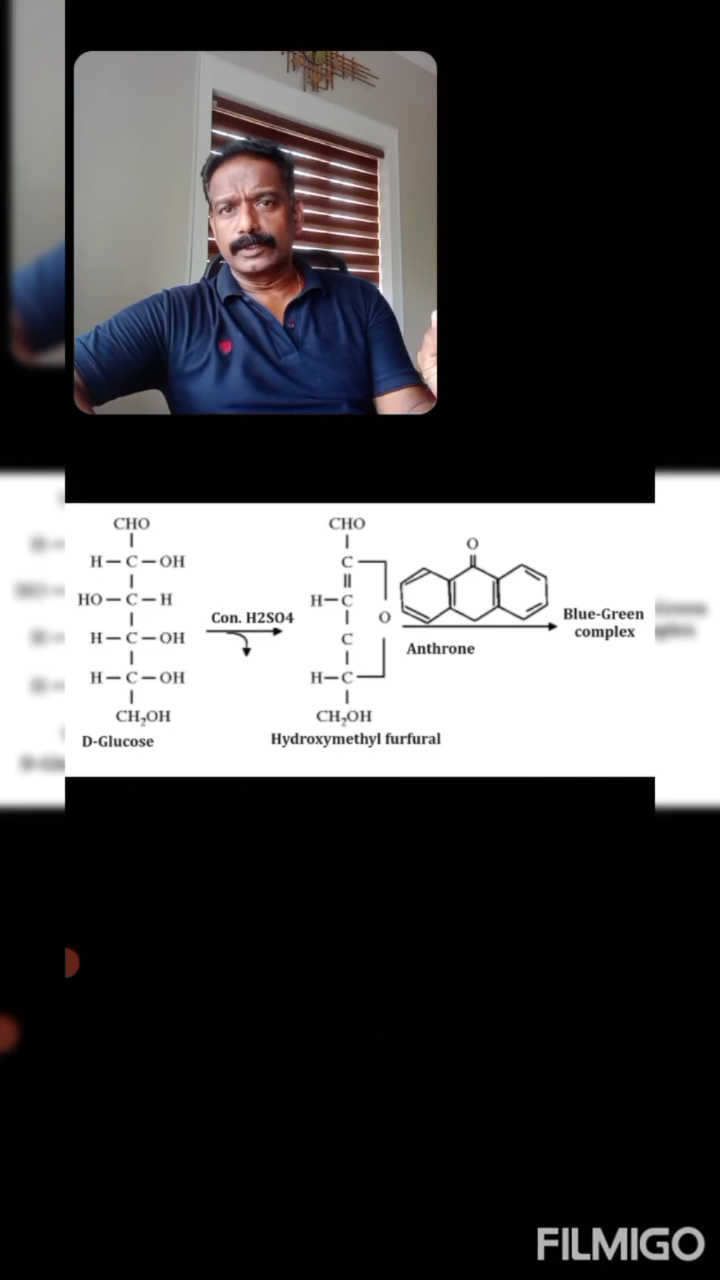 CHO
H–C–OH
HO–C–H
H–C–OH
H–C–OH
CH₂OH
D-Glucose
Con. H2SO4
CHO
C
H–C
O
C
H–C
CH₂OH
Hydroxymethyl furfural
O
Anthrone
Blue-Green
complex
FILMIGO